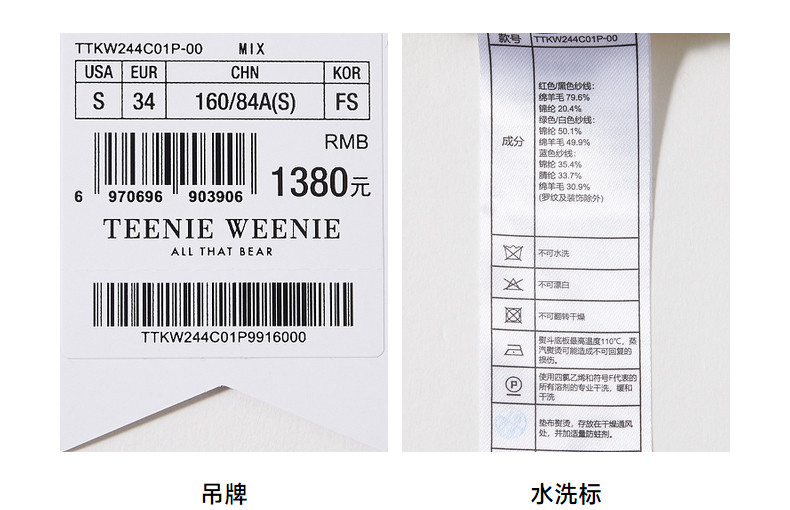 TTKW244C01P-00 MIX
USA EUR CHN KOR
S 34 160/84A(S) FS
RMB
1380元
6 970696 903906
TEENIE WEENIE
ALL THAT BEAR
TTKW244C01P9916000
款号 TTKW244C01P-00
成分
红色/黑色纱线:
绵羊毛 79.6%
锦纶 20.4%
绿色/白色纱线:
锦纶 50.1%
绵羊毛 49.9%
蓝色纱线:
锦纶 35.4%
腈纶 33.7%
绵羊毛 30.9%
(罗纹及装饰除外)
不可水洗
不可漂白
不可翻转干燥
熨斗底板最高温度110℃，蒸
汽熨烫可能造成不可回复的
损伤。
P
使用四氯乙烯和符号F代表的
所有溶剂的专业干洗，缓和
干洗
垫布熨烫，存放在干燥通风
处，并加适量防蛀剂。
吊牌
水洗标